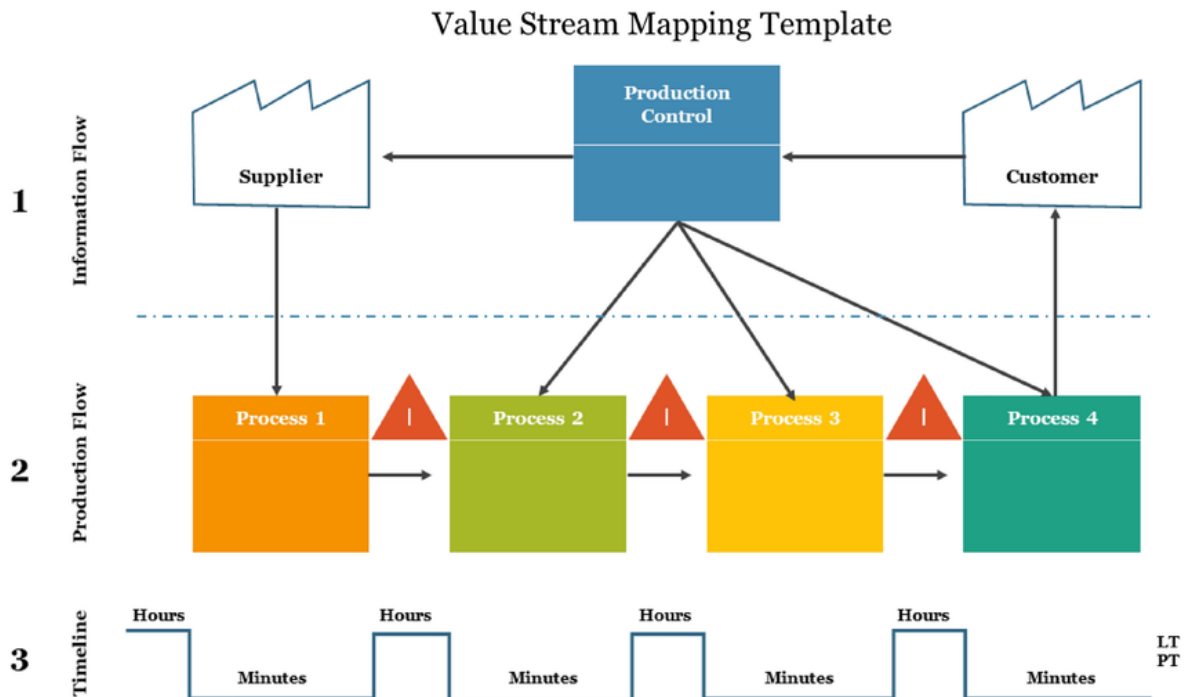 Value Stream Mapping Template
1
Information Flow
Supplier
Production
Control
Customer
2
Production Flow
Process 1
I
Process 2
I
Process 3
I
Process 4
3
Timeline
Hours
Minutes
Hours
Minutes
Hours
Minutes
Hours
Minutes
LT
PT